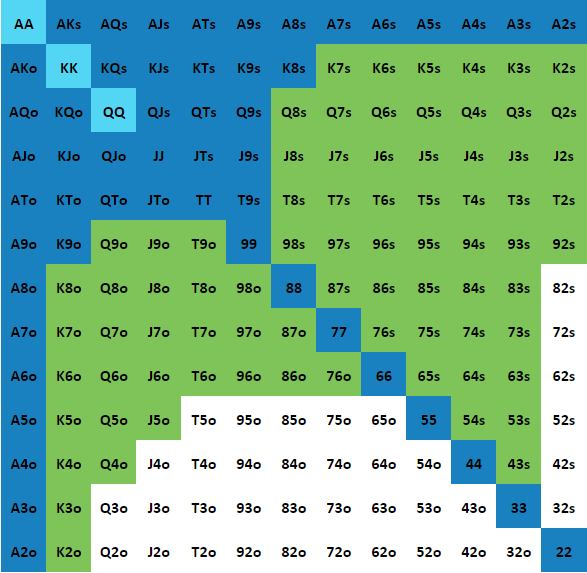 AA AKs AQs AJs ATs A9s A8s A7s A6s A5s A4s A3s A2s
AKo KK KQs KJs KTs K9s K8s K7s K6s K5s K4s K3s K2s
AQo KQo QQ QJs QTs Q9s Q8s Q7s Q6s Q5s Q4s Q3s Q2s
AJo KJo QJo JJ JTs J9s J8s J7s J6s J5s J4s J3s J2s
ATo KTo QTo JTo TT T9s T8s T7s T6s T5s T4s T3s T2s
A9o K9o Q9o J9o T9o 99 98s 97s 96s 95s 94s 93s 92s
A8o K8o Q8o J8o T8o 98o 88 87s 86s 85s 84s 83s 82s
A7o K7o Q7o J7o T7o 97o 87o 77 76s 75s 74s 73s 72s
A6o K6o Q6o J6o T6o 96o 86o 76o 66 65s 64s 63s 62s
A5o K5o Q5o J5o T5o 95o 85o 75o 65o 55 54s 53s 52s
A4o K4o Q4o J4o T4o 94o 84o 74o 64o 54o 44 43s 42s
A3o K3o Q3o J3o T3o 93o 83o 73o 63o 53o 43o 33 32s
A2o K2o Q2o J2o T2o 92o 82o 72o 62o 52o 42o 32o 22